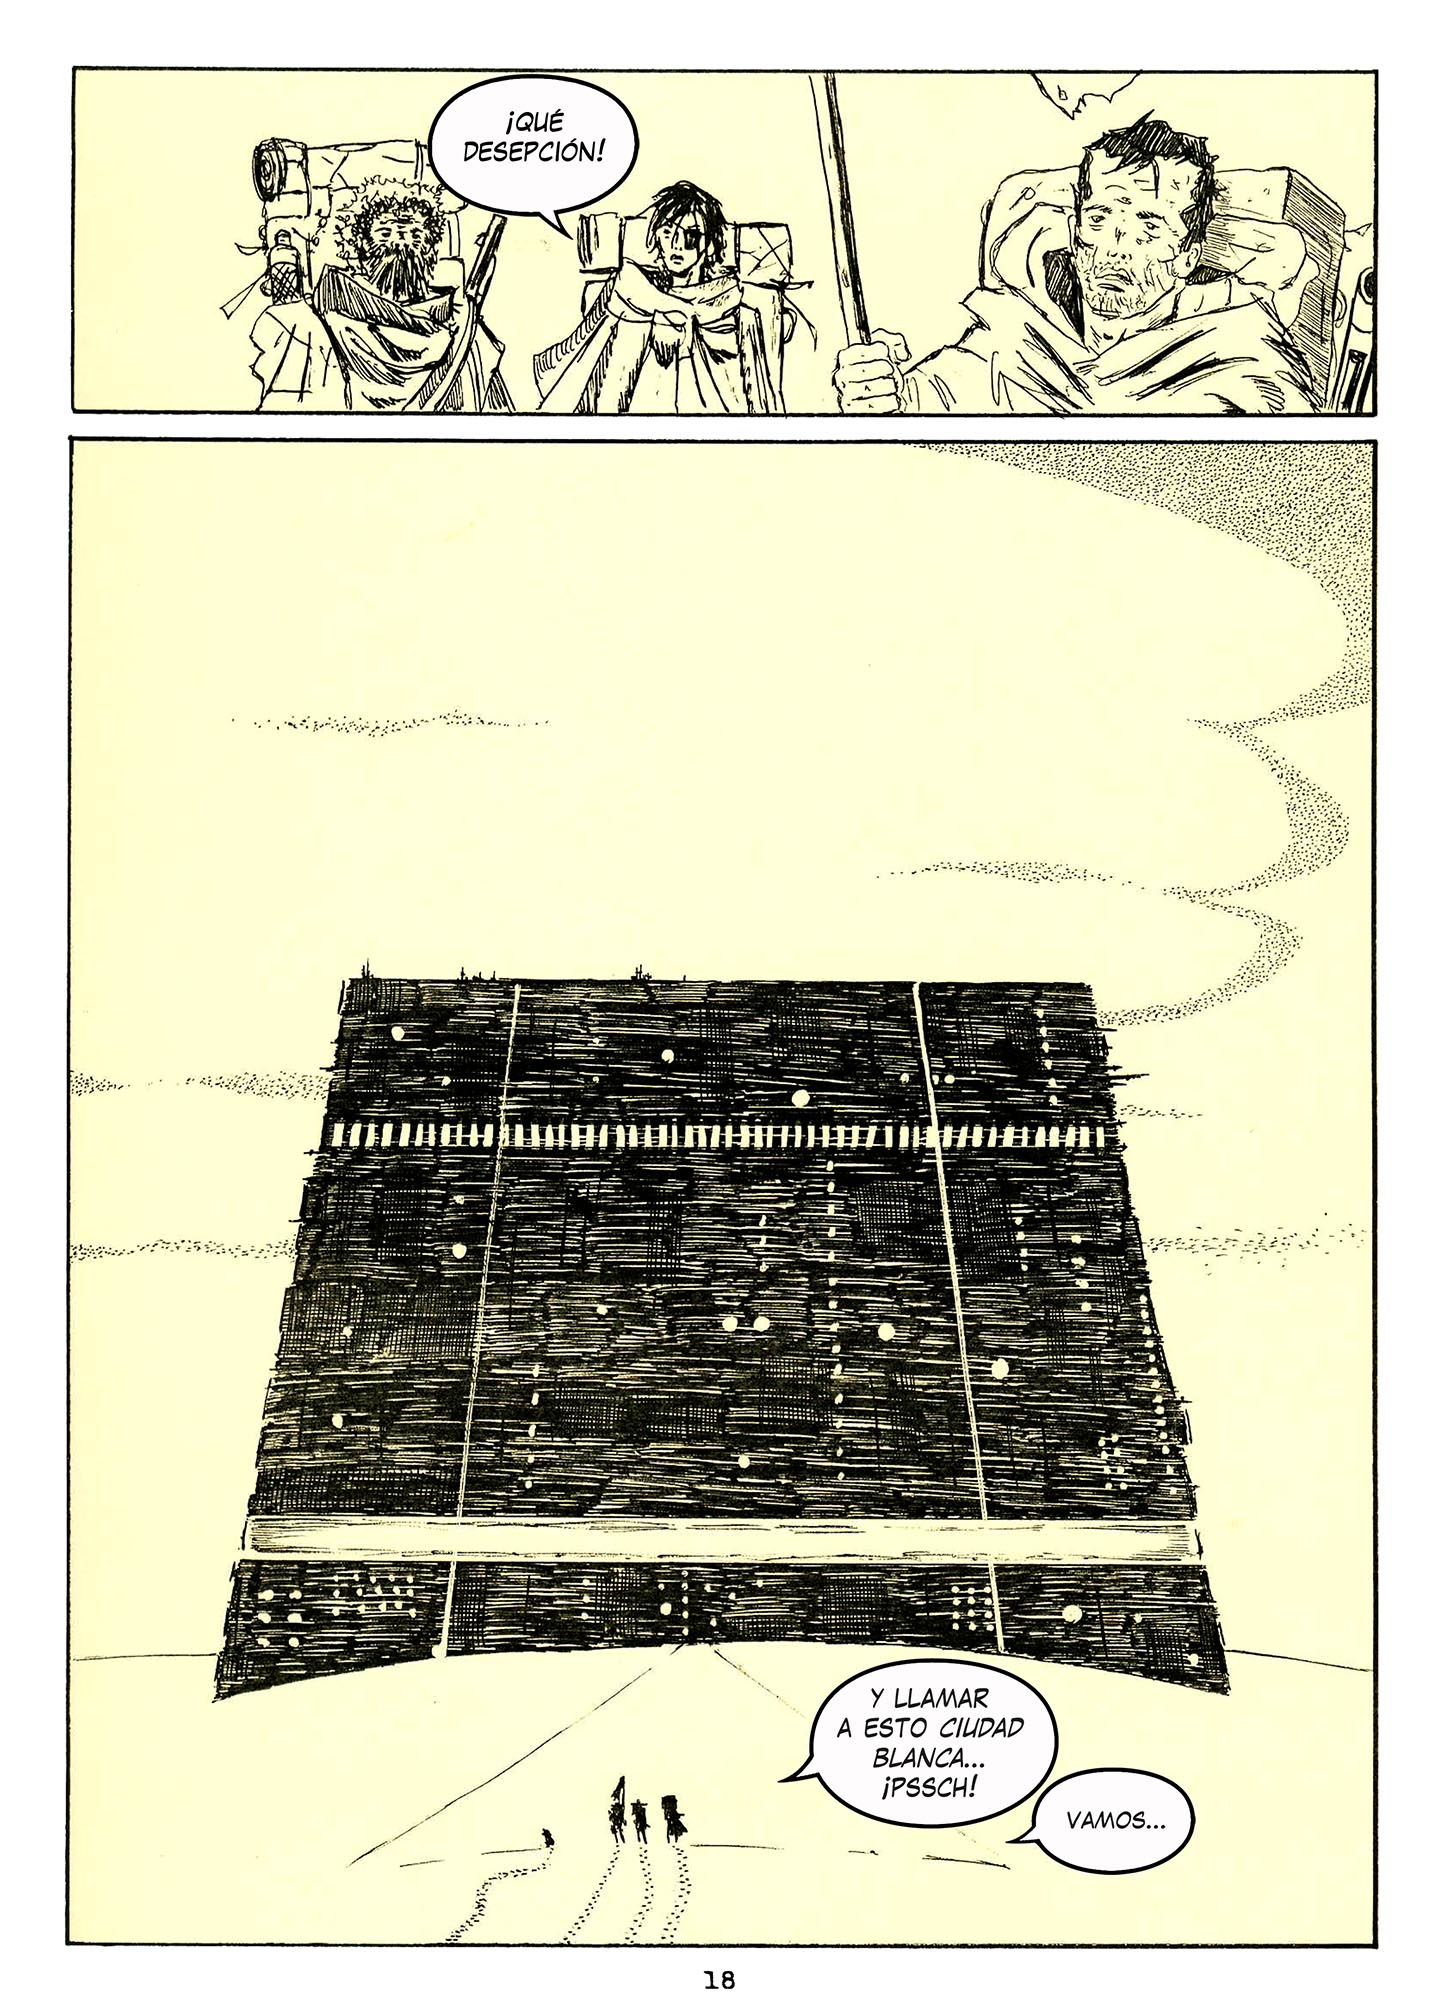 ¡QUÉ
DESEPCIÓN!
Y LLAMAR
A ESTO CIUDAD
BLANCA...
¡PSSCH!
VAMOS...
18